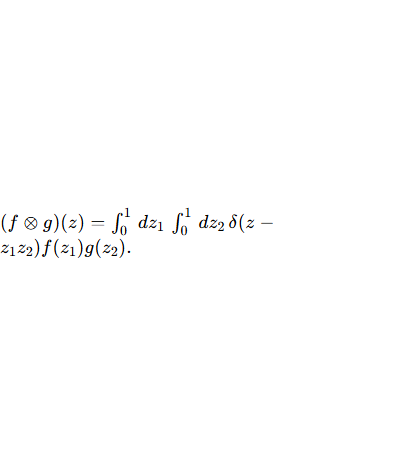 (f ⊗ g)(z) = ∫₀¹ dz₁ ∫₀¹ dz₂ δ(z −
z₁z₂)f(z₁)g(z₂).